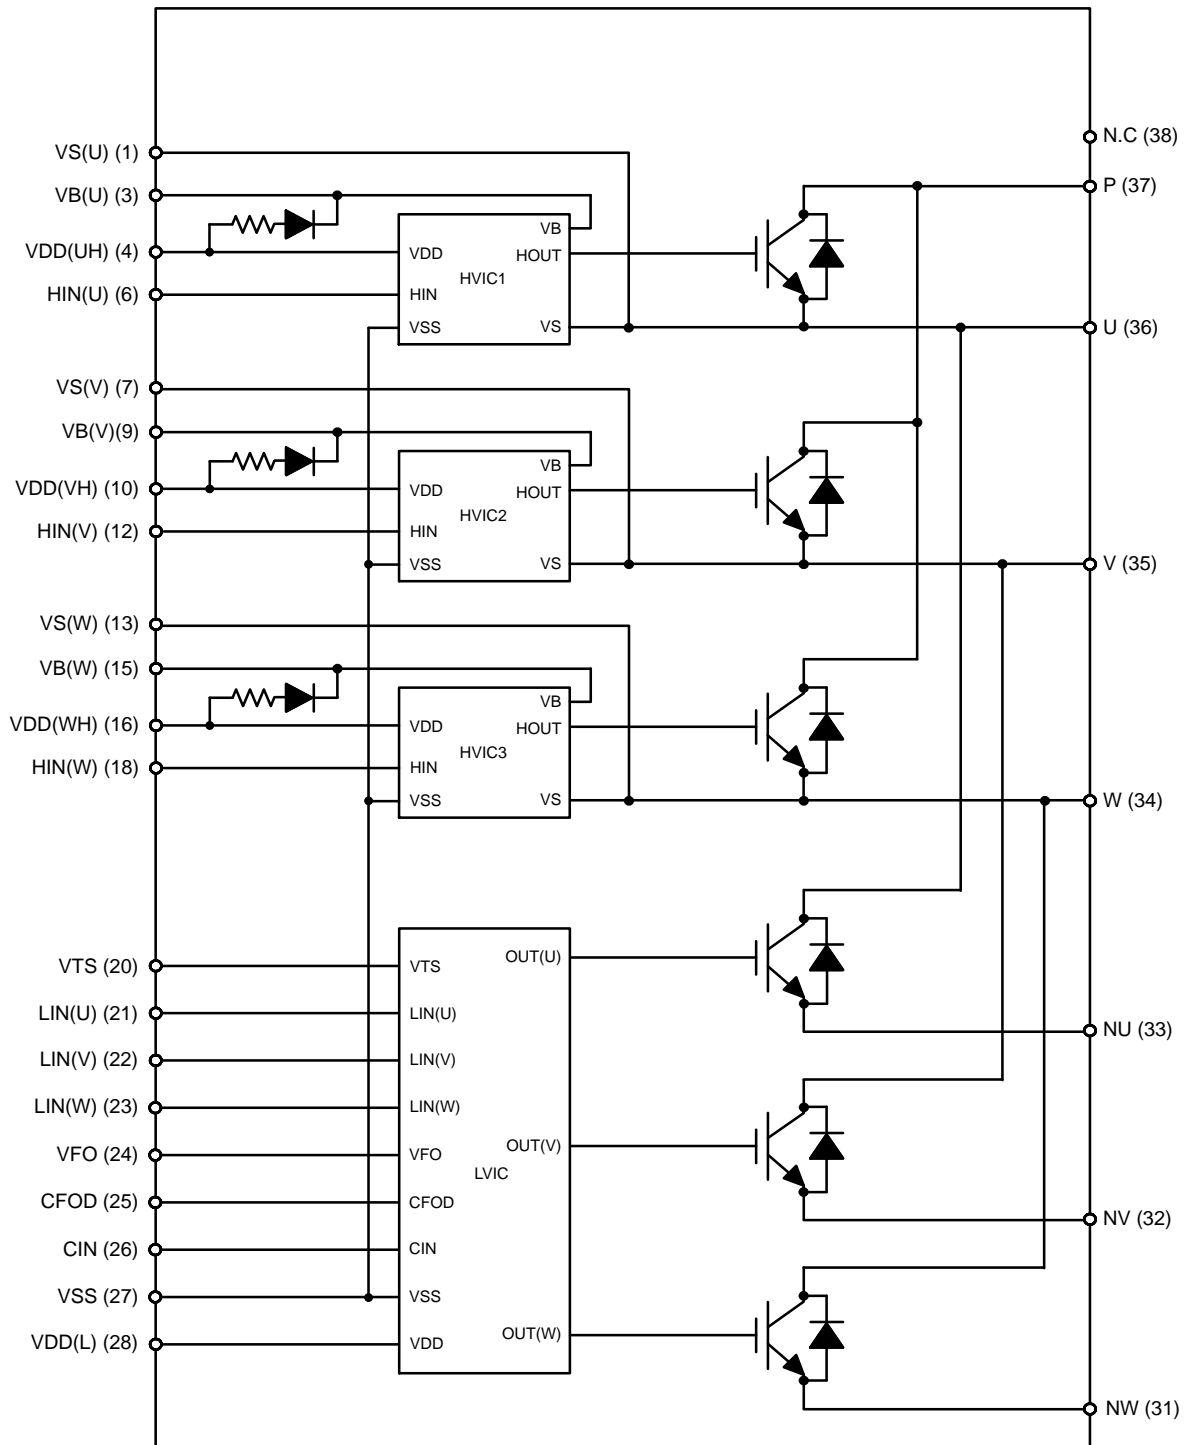 VS(U) (1)
VB(U) (3)
VDD(UH) (4)
HIN(U) (6)
VS(V) (7)
VB(V)(9)
VDD(VH) (10)
HIN(V) (12)
VS(W) (13)
VB(W) (15)
VDD(WH) (16)
HIN(W) (18)
VTS (20)
LIN(U) (21)
LIN(V) (22)
LIN(W) (23)
VFO (24)
CFOD (25)
CIN (26)
VSS (27)
VDD(L) (28)
VB
VDD
HOUT
HVIC1
HIN
VSS
VS
VB
VDD
HOUT
HVIC2
HIN
VSS
VS
VB
VDD
HOUT
HVIC3
HIN
VSS
VS
OUT(U)
VTS
LIN(U)
LIN(V)
LIN(W)
OUT(V)
VFO
LVIC
CFOD
CIN
VSS
OUT(W)
VDD
N.C (38)
P (37)
U (36)
V (35)
W (34)
NU (33)
NV (32)
NW (31)